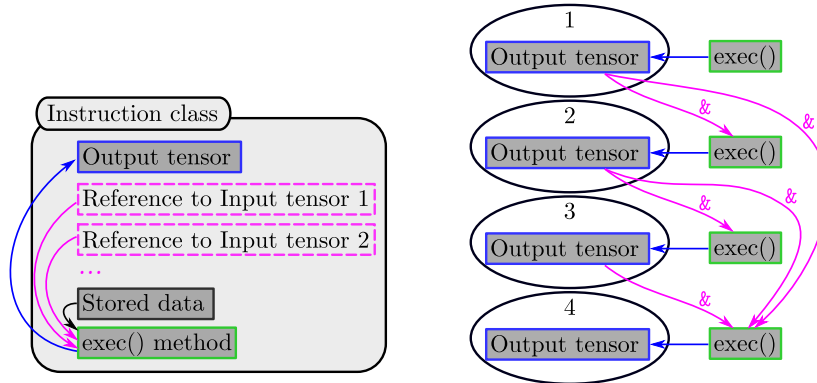 Instruction class
Output tensor
Reference to Input tensor 1
Reference to Input tensor 2
...
Stored data
exec() method
1
Output tensor
exec()
&
&
2
Output tensor
exec()
&
&
3
Output tensor
exec()
&
4
Output tensor
exec()